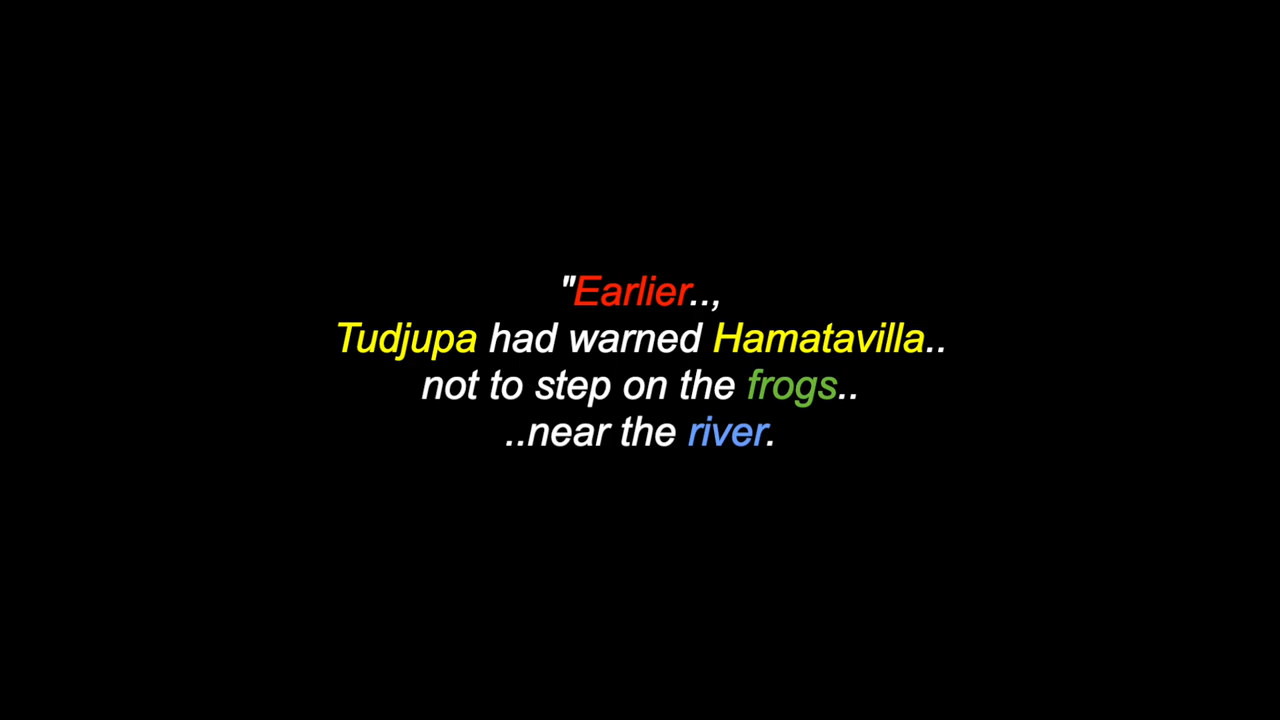 "Earlier..,
Tudjupa had warned Hamatavilla..
not to step on the frogs..
..near the river.